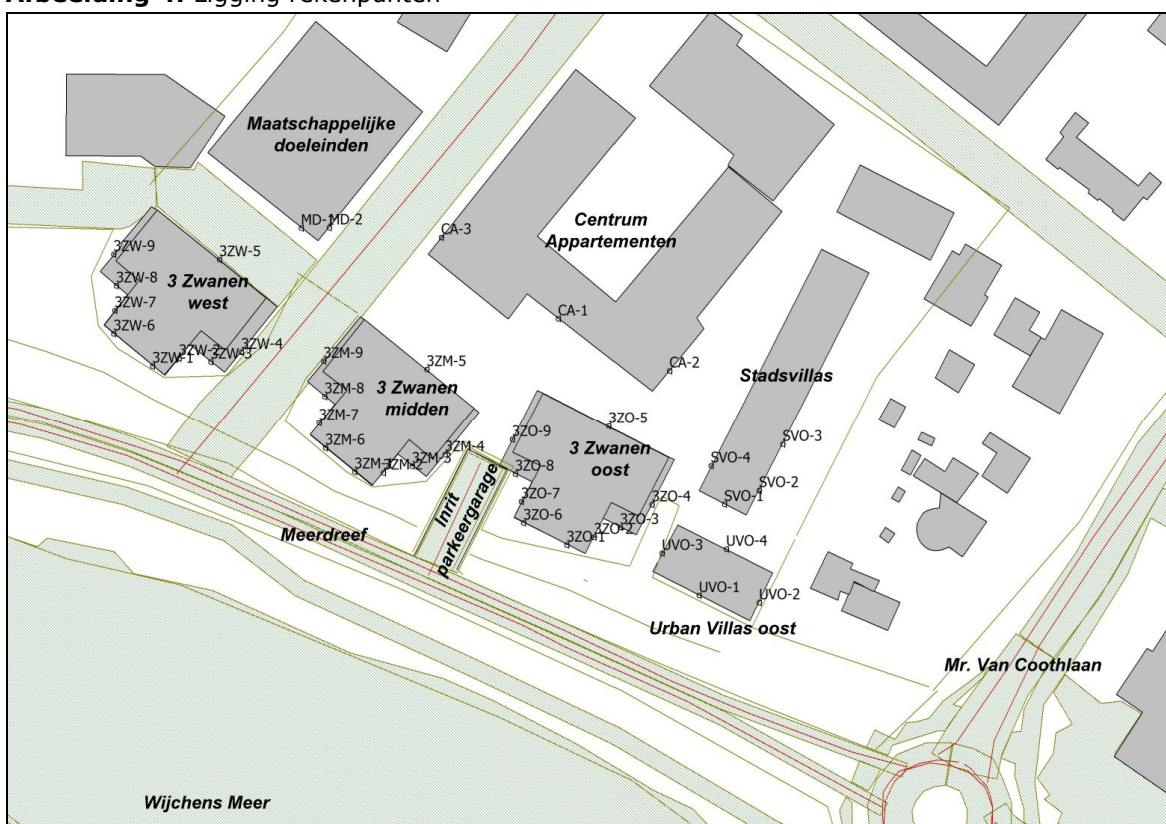 Afbeelding 4. Ligging rekenpunten
Maatschappelijke
doeleinden
MD-1
MD-2
CA-3
Centrum
Appartementen
3ZW-9
3ZW-5
3ZW-8
3 Zwanen
west
3ZW-7
3ZW-6
CA-1
3ZW-4
3ZW-2
3ZW-3
3ZW-1
3ZM-9
3ZM-5
CA-2
Stadsvillas
3ZM-8
3 Zwanen
midden
3ZM-7
3ZO-5
3ZO-9
3ZM-6
3ZM-4
3 Zwanen
oost
SVO-3
3ZM-3
3ZM-2
3ZM-1
3ZO-8
SVO-4
SVO-2
3ZO-7
3ZO-4
SVO-1
Inrit
parkeergarage
3ZO-6
3ZO-3
3ZO-2
3ZO-1
Meerdreef
UVO-3
UVO-4
UVO-1
UVO-2
Urban Villas oost
Mr. Van Coothlaan
Wijchens Meer